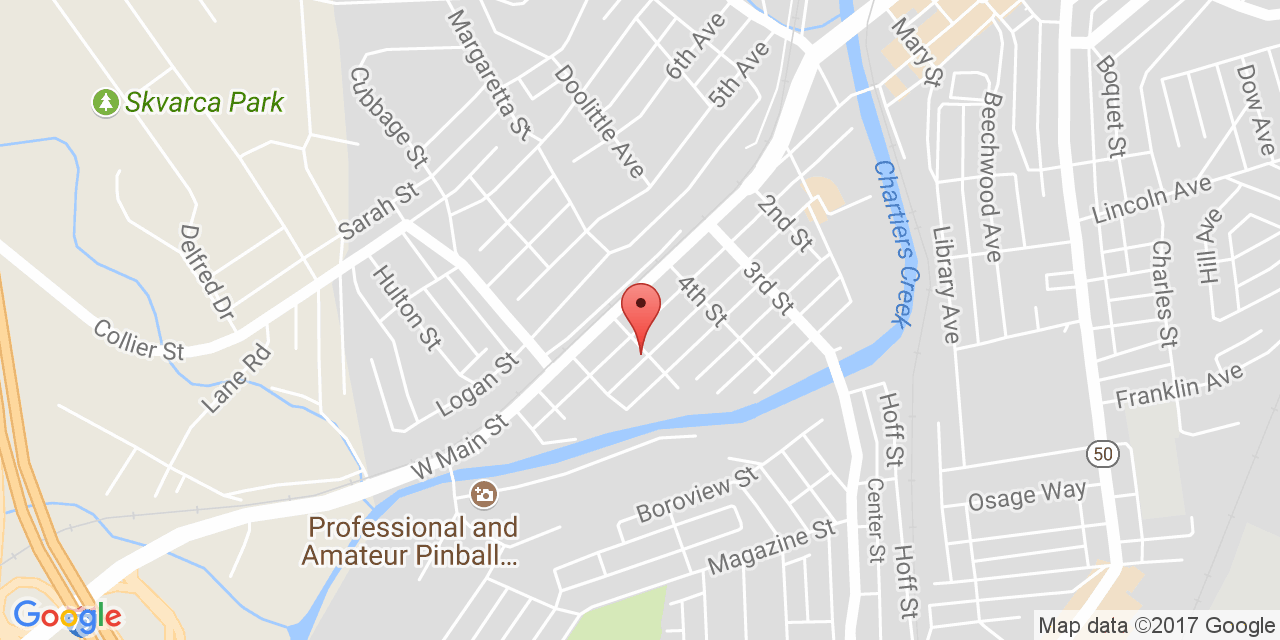 Margaretta St
6th Ave
5th Ave
Mary St
Cubbage St
Doolittle Ave
Boquet St
Dow Ave
Skvarca Park
Beechwood Ave
Sarah St
2nd St
Chartiers Creek
Lincoln Ave
Hill Ave
Delfred Dr
Hulton St
4th St
3rd St
Library Ave
Charles St
Collier St
Lane Rd
Logan St
Franklin Ave
W Main St
Hoff St
50
Boroview St
Osage Way
Professional and
Amateur Pinball...
Center St
Magazine St
Hoff St
Google
Map data ©2017 Google